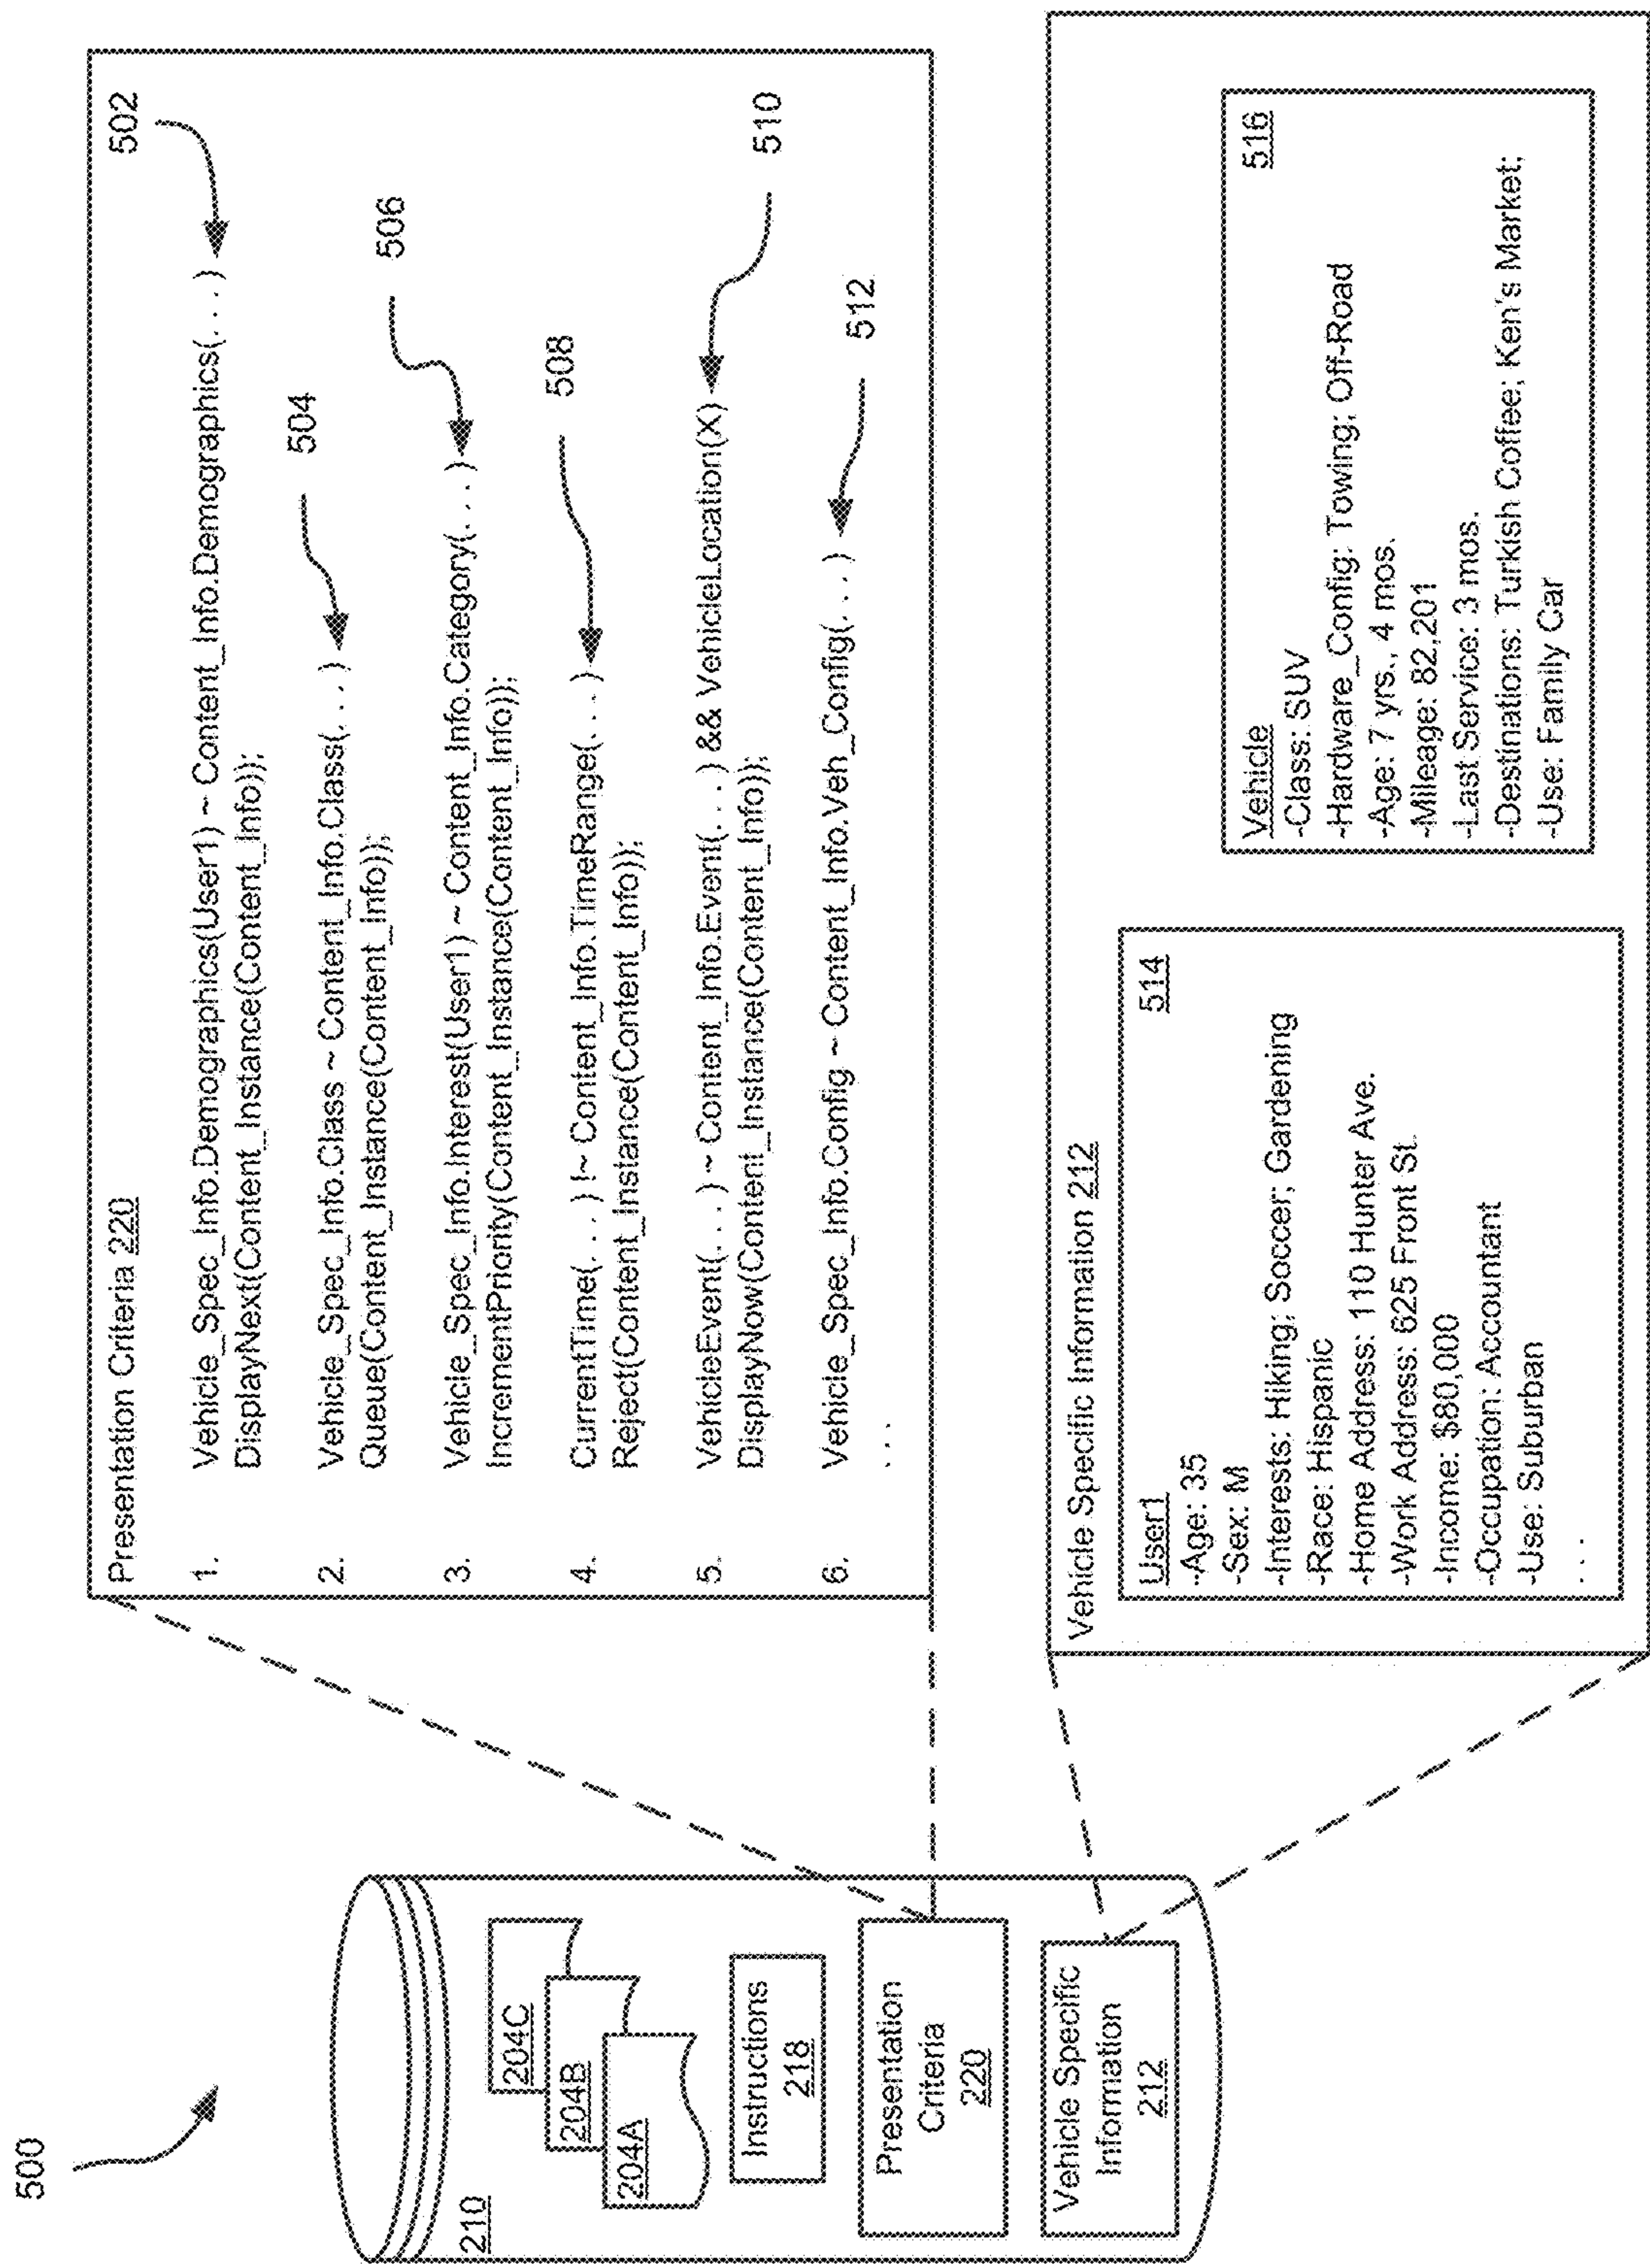 500
210
204C
204B
204A
Instructions
218
Presentation
Criteria
220
Vehicle Specific
Information
212
Presentation Criteria 220
502
1. Vehicle_Spec_Info.Demographics(User1) ~ Content_Info.Demographics(. . .)
DisplayNext(Content_Instance(Content_Info));
504
2. Vehicle_Spec_Info.Class ~ Content_Info.Class(. . .)
Queue(Content_Instance(Content_Info));
506
3. Vehicle_Spec_Info.Interest(User1) ~ Content_Info.Category(. . .)
IncrementPriority(Content_Instance(Content_Info));
508
4. CurrentTime(. . .) !~ Content_Info.TimeRange(. . .)
Reject(Content_Instance(Content_Info));
510
5. VehicleEvent(. . .) ~ Content_Info.Event(. . .) && VehicleLocation(X)
DisplayNow(Content_Instance(Content_Info));
512
6. Vehicle_Spec_Info.Config ~ Content_Info.Veh_Config(. . .)
. . .
Vehicle Specific Information 212
User1 514
-Age: 35
-Sex: M
-Interests: Hiking; Soccer; Gardening
-Race: Hispanic
-Home Address: 110 Hunter Ave.
-Work Address: 625 Front St.
-Income: $80,000
-Occupation: Accountant
-Use: Suburban
. . .
Vehicle 516
-Class: SUV
-Hardware_Config: Towing; Off-Road
-Age: 7 yrs., 4 mos.
-Mileage: 82,201
-Last Service: 3 mos.
-Destinations: Turkish Coffee; Ken's Market;
-Use: Family Car